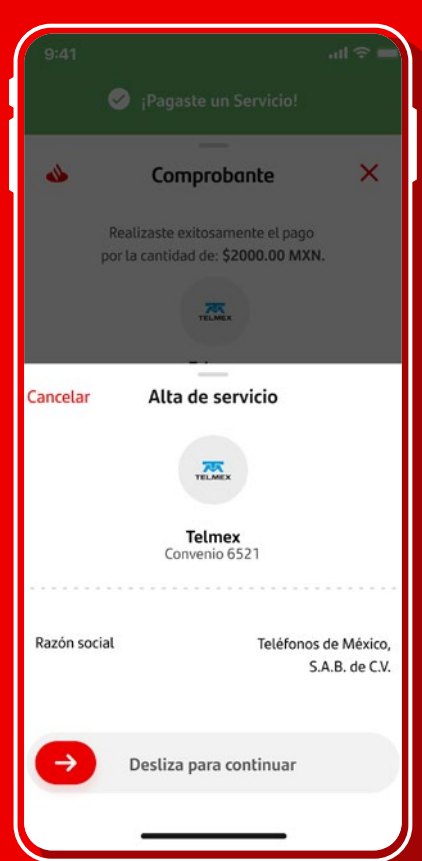 9:41
¡Pagaste un Servicio!
Comprobante
Realizaste exitosamente el pago
por la cantidad de: $2000.00 MXN.
TELMEX
Cancelar
Alta de servicio
TELMEX
Telmex
Convenio 6521
Razón social
Teléfonos de México,
S.A.B. de C.V.
Desliza para continuar